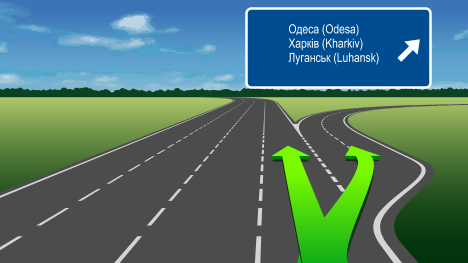 Одеса (Odesa)
Харків (Kharkiv)
Луганськ (Luhansk)